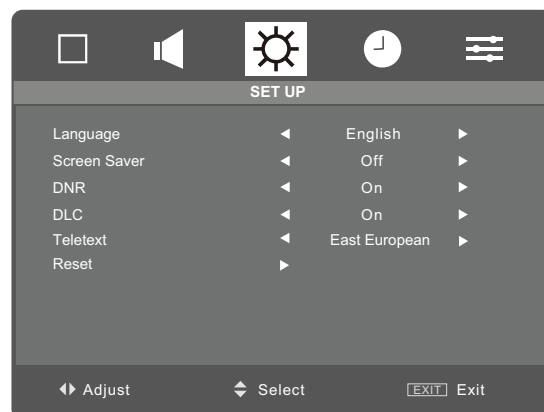 SET UP
Language English
Screen Saver Off
DNR On
DLC On
Teletext East European
Reset
Adjust Select EXIT Exit